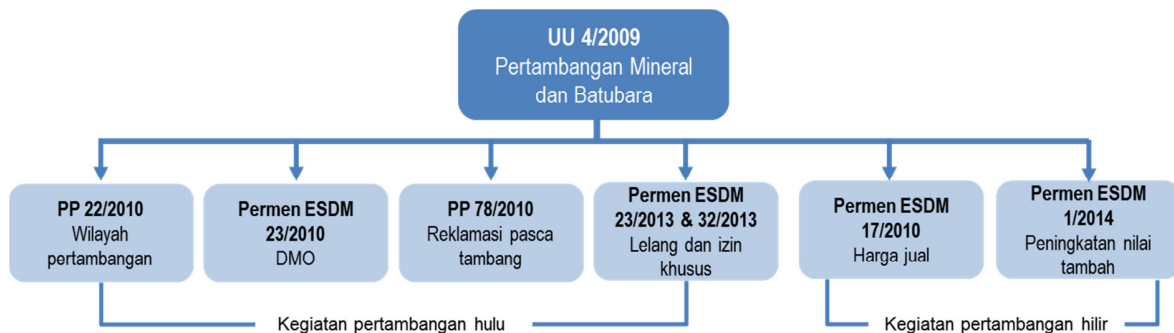 UU 4/2009
Pertambangan Mineral
dan Batubara
PP 22/2010
Wilayah
pertambangan
Permen ESDM
23/2010
DMO
PP 78/2010
Reklamasi pasca
tambang
Permen ESDM
23/2013 & 32/2013
Lelang dan izin
khusus
Permen ESDM
17/2010
Harga jual
Permen ESDM
1/2014
Peningkatan nilai
tambah
Kegiatan pertambangan hulu
Kegiatan pertambangan hilir